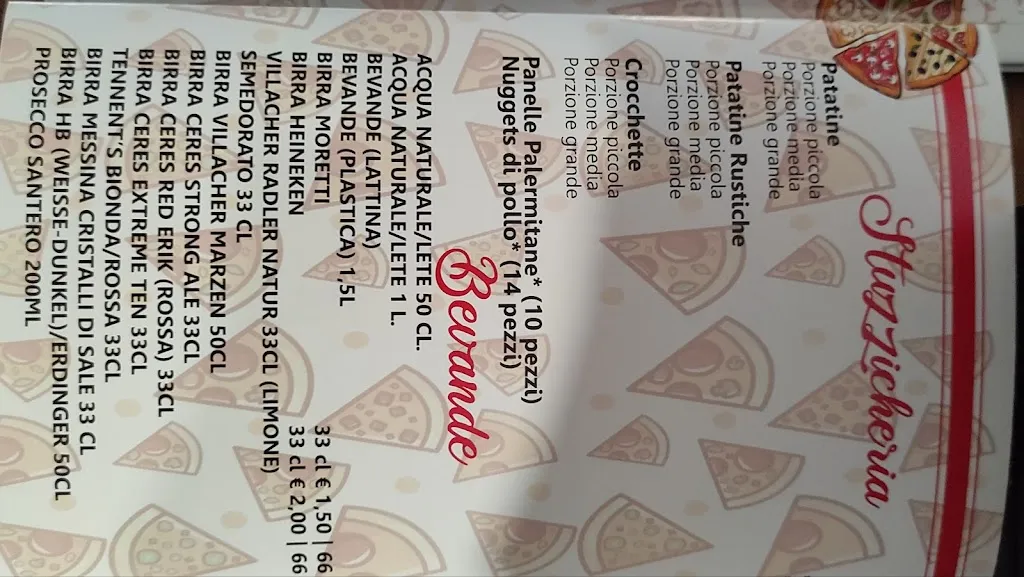 Stuzzicheria
Patatine
Porzione piccola
Porzione media
Porzione grande
Patatine Rustiche
Porzione piccola
Porzione media
Porzione grande
Crocchette
Porzione piccola
Porzione media
Porzione grande
Panelle Palermitane* (10 pezzi)
Nuggets di pollo* (14 pezzi)
Bevande
ACQUA NATURALE/LETE 50 CL.
ACQUA NATURALE/LETE 1 L.
BEVANDE (LATTINA)
BEVANDE (PLASTICA) 1,5L
BIRRA MORETTI 33 cl € 1,50 | 66
BIRRA HEINEKEN 33 cl € 2,00 | 66
VILLACHER RADLER NATUR 33CL (LIMONE)
SEMEDORATO 33 CL
BIRRA VILLACHER MARZEN 50CL
BIRRA CERES STRONG ALE 33CL
BIRRA CERES RED ERIK (ROSSA) 33CL
BIRRA CERES EXTREME TEN 33CL
TENNENT'S BIONDA/ROSSA 33CL
BIRRA MESSINA CRISTALLI DI SALE 33 CL
BIRRA HB (WEISSE-DUNKEL)/ERDINGER 50CL
PROSECCO SANTERO 200ML